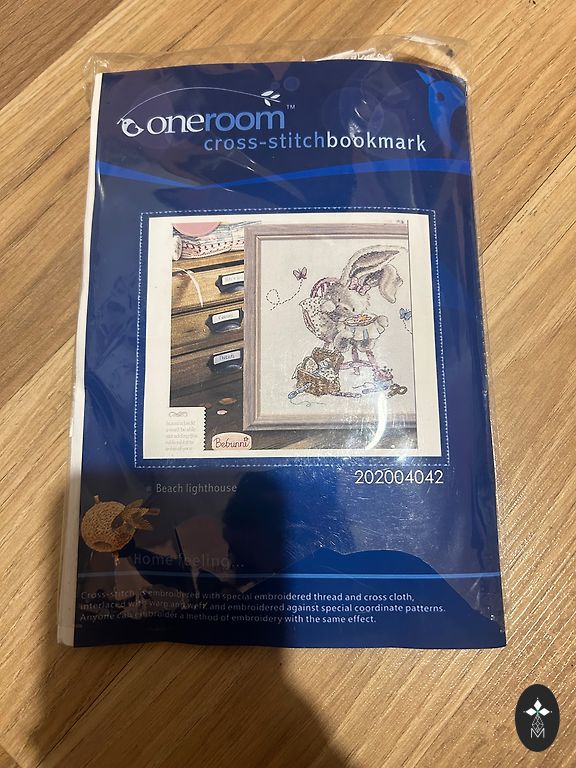 oneroom™
cross-stitchbookmark
Bebunni
202004042
Beach lighthouse
Home feeling...
Cross-stitch is embroidered with special embroidered thread and cross cloth,
interlaced with warp and weft and embroidered against special coordinate patterns.
Anyone can embroider a method of embroidery with the same effect.
M